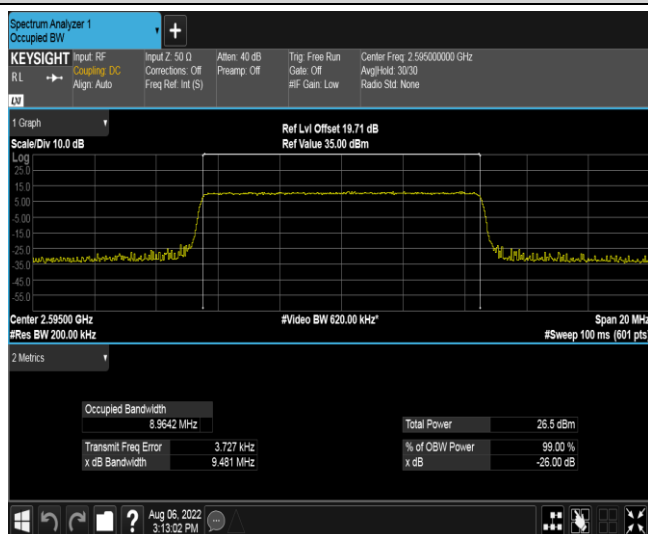 Spectrum Analyzer 1
Occupied BW
+
KEYSIGHT
RL
LXI
Input: RF
Coupling: DC
Align: Auto
Input Z: 50 Ω
Corrections: Off
Freq Ref: Int (S)
Atten: 40 dB
Preamp: Off
Trig: Free Run
Gate: Off
#IF Gain: Low
Center Freq: 2.595000000 GHz
Avg|Hold: 30/30
Radio Std: None
1 Graph
Scale/Div 10.0 dB
Ref Lvl Offset 19.71 dB
Ref Value 35.00 dBm
Log
25.0
15.0
5.00
-5.00
-15.0
-25.0
-35.0
-45.0
-55.0
Center 2.59500 GHz
#Res BW 200.00 kHz
#Video BW 620.00 kHz*
Span 20 MHz
#Sweep 100 ms (601 pts)
2 Metrics
Occupied Bandwidth
8.9642 MHz
Transmit Freq Error 3.727 kHz
x dB Bandwidth 9.481 MHz
Total Power 26.5 dBm
% of OBW Power 99.00 %
x dB -26.00 dB
?
Aug 06, 2022
3:13:02 PM